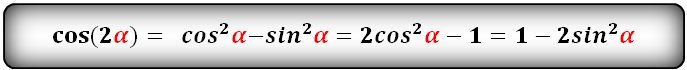 cos(2α) = cos²α−sin²α = 2cos²α − 1 = 1 − 2sin²α